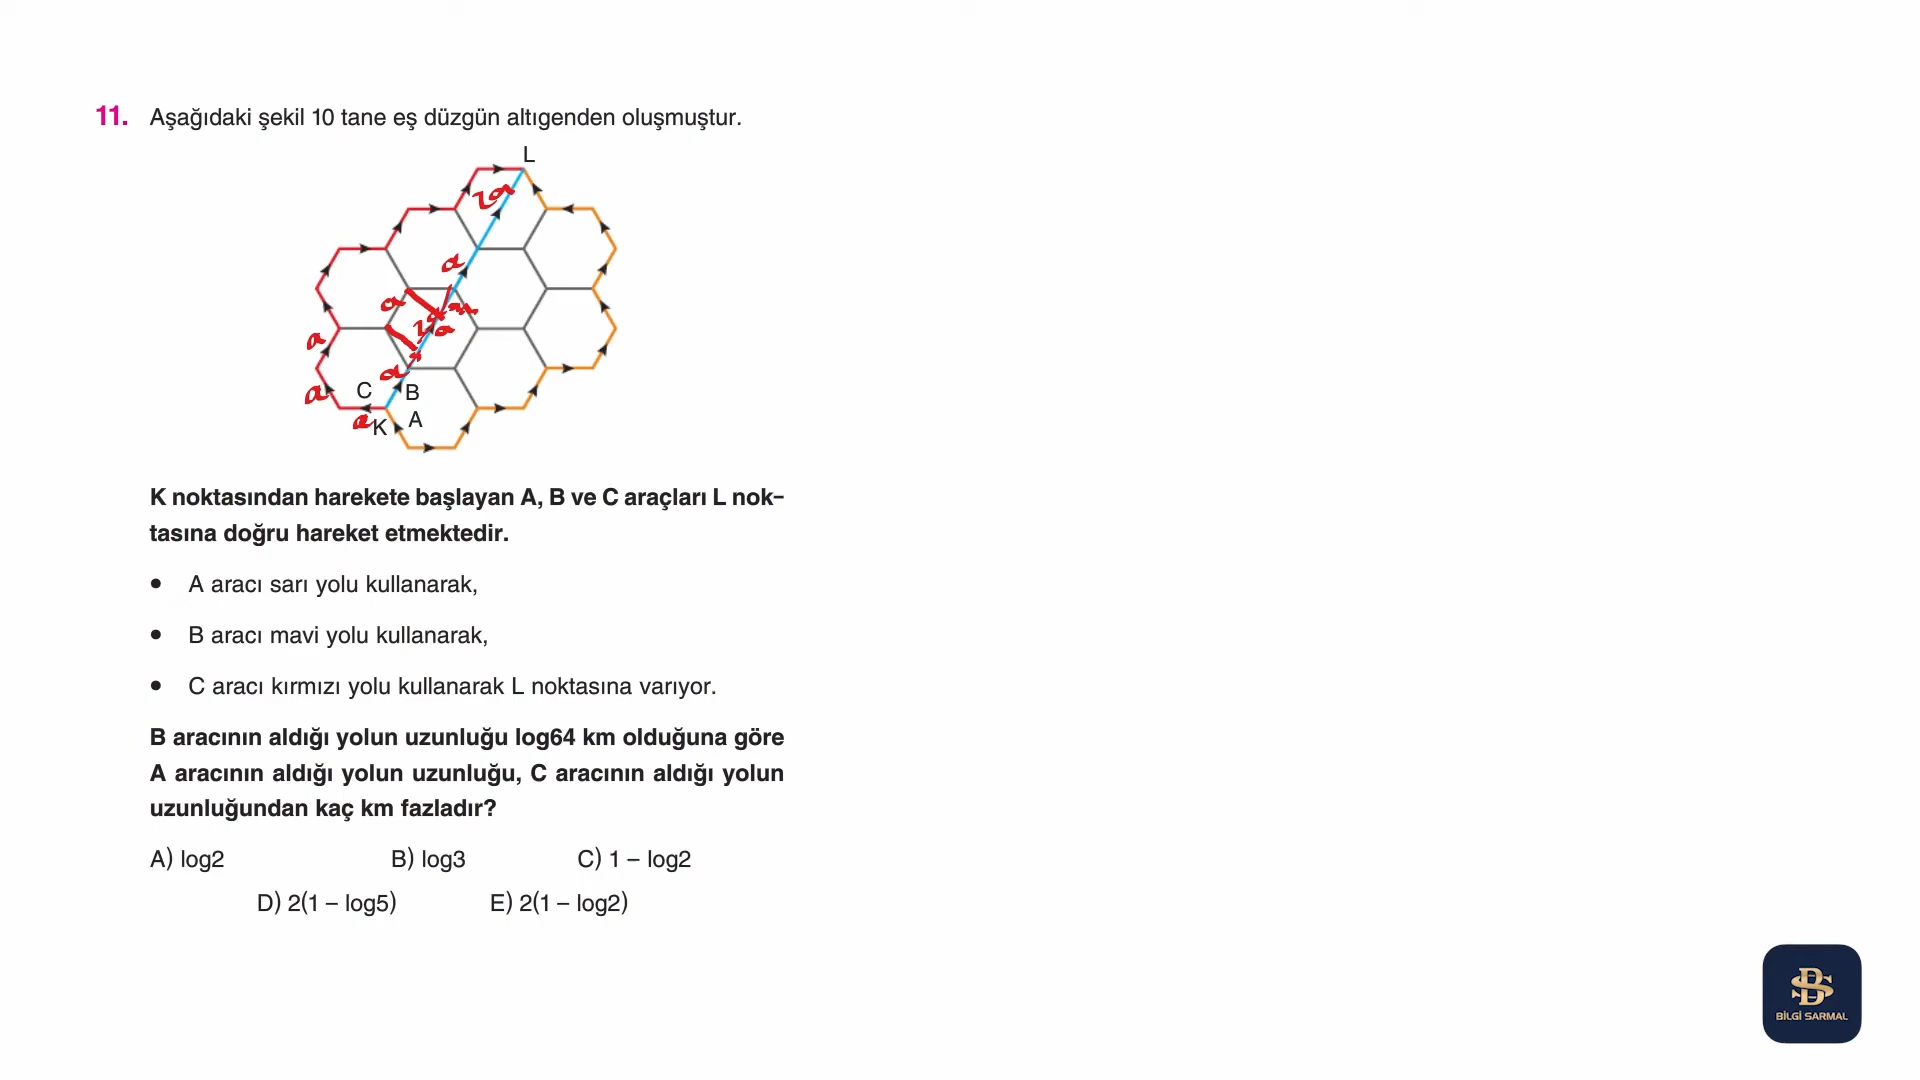 11. Aşağıdaki şekil 10 tane eş düzgün altıgenden oluşmuştur.
L
2a
a
a
2a
a
a
a
a
C
B
a
K
A
K noktasından harekete başlayan A, B ve C araçları L nok-
tasına doğru hareket etmektedir.
• A aracı sarı yolu kullanarak,
• B aracı mavi yolu kullanarak,
• C aracı kırmızı yolu kullanarak L noktasına varıyor.
B aracının aldığı yolun uzunluğu log64 km olduğuna göre
A aracının aldığı yolun uzunluğu, C aracının aldığı yolun
uzunluğundan kaç km fazladır?
A) log2 B) log3 C) 1 – log2
D) 2(1 – log5) E) 2(1 – log2)
BİLGİ SARMAL